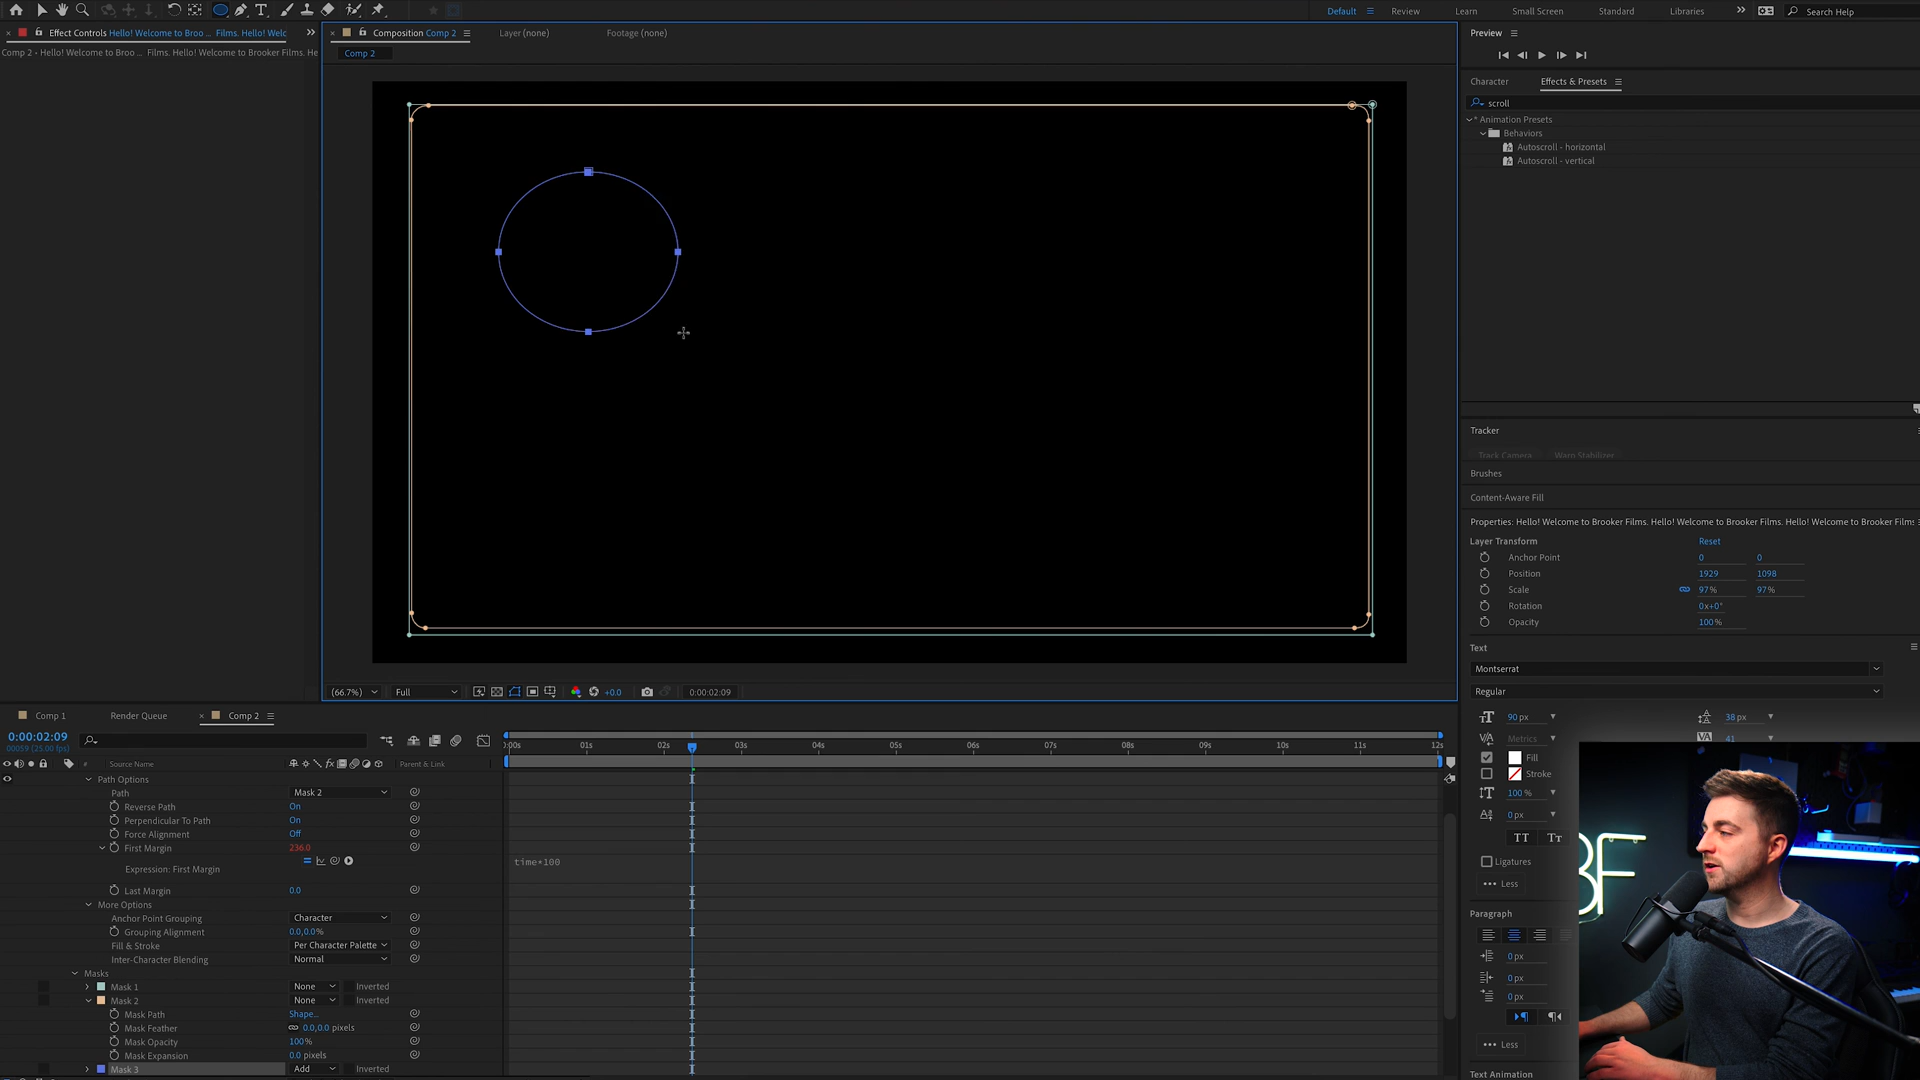 Default
Review
Learn
Small Screen
Standard
Libraries
Search Help
Effect Controls Hello! Welcome to Broo ... Films. Hello! Welc
Comp 2 - Hello! Welcome to Broo ... Films. Hello! Welcome to Brooker Films. He
Composition Comp 2
Layer (none)
Footage (none)
Comp 2
Preview
Character
Effects & Presets
scroll
* Animation Presets
Behaviors
Autoscroll - horizontal
Autoscroll - vertical
Tracker
Track Camera
Warp Stabilizer
Brushes
Content-Aware Fill
Properties: Hello! Welcome to Brooker Films. Hello! Welcome to Brooker Films. Hello! Welcome to Brooker Films
Layer Transform
Reset
Anchor Point
0
0
Position
1929
1098
Scale
97%
97%
Rotation
0x+0°
Opacity
100%
Text
Montserrat
Regular
90 px
38 px
Metrics
41
Fill
Stroke
100 %
0 px
TT
Tт
Ligatures
Less
Paragraph
0 px
0 px
0 px
Less
Text Animation
(66.7%)
Full
+0.0
0:00:02:09
Comp 1
Render Queue
Comp 2
0:00:02:09
00059 (25.00 fps)
:00s
01s
02s
03s
04s
05s
06s
07s
08s
09s
10s
11s
12s
#
Source Name
Parent & Link
Path Options
Path
Mask 2
Reverse Path
On
Perpendicular To Path
On
Force Alignment
Off
First Margin
236.0
Expression: First Margin
time*100
Last Margin
0.0
More Options
Anchor Point Grouping
Character
Grouping Alignment
0.0,0.0%
Fill & Stroke
Per Character Palette
Inter-Character Blending
Normal
Masks
Mask 1
None
Inverted
Mask 2
None
Inverted
Mask Path
Shape...
Mask Feather
0.0,0.0 pixels
Mask Opacity
100%
Mask Expansion
0.0 pixels
Mask 3
Add
Inverted